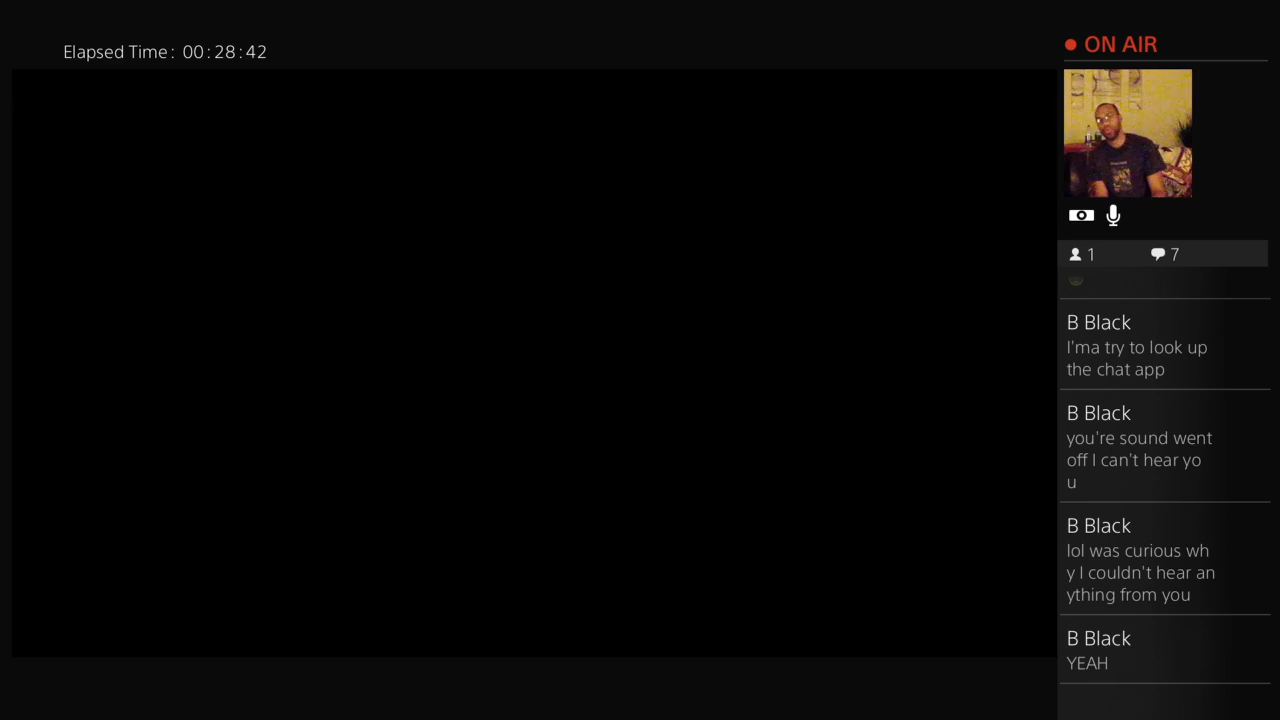 Elapsed Time: 00:28:42
ON AIR
1 7
B Black
I'ma try to look up
the chat app
B Black
you're sound went
off I can't hear yo
u
B Black
lol was curious wh
y I couldn't hear an
ything from you
B Black
YEAH